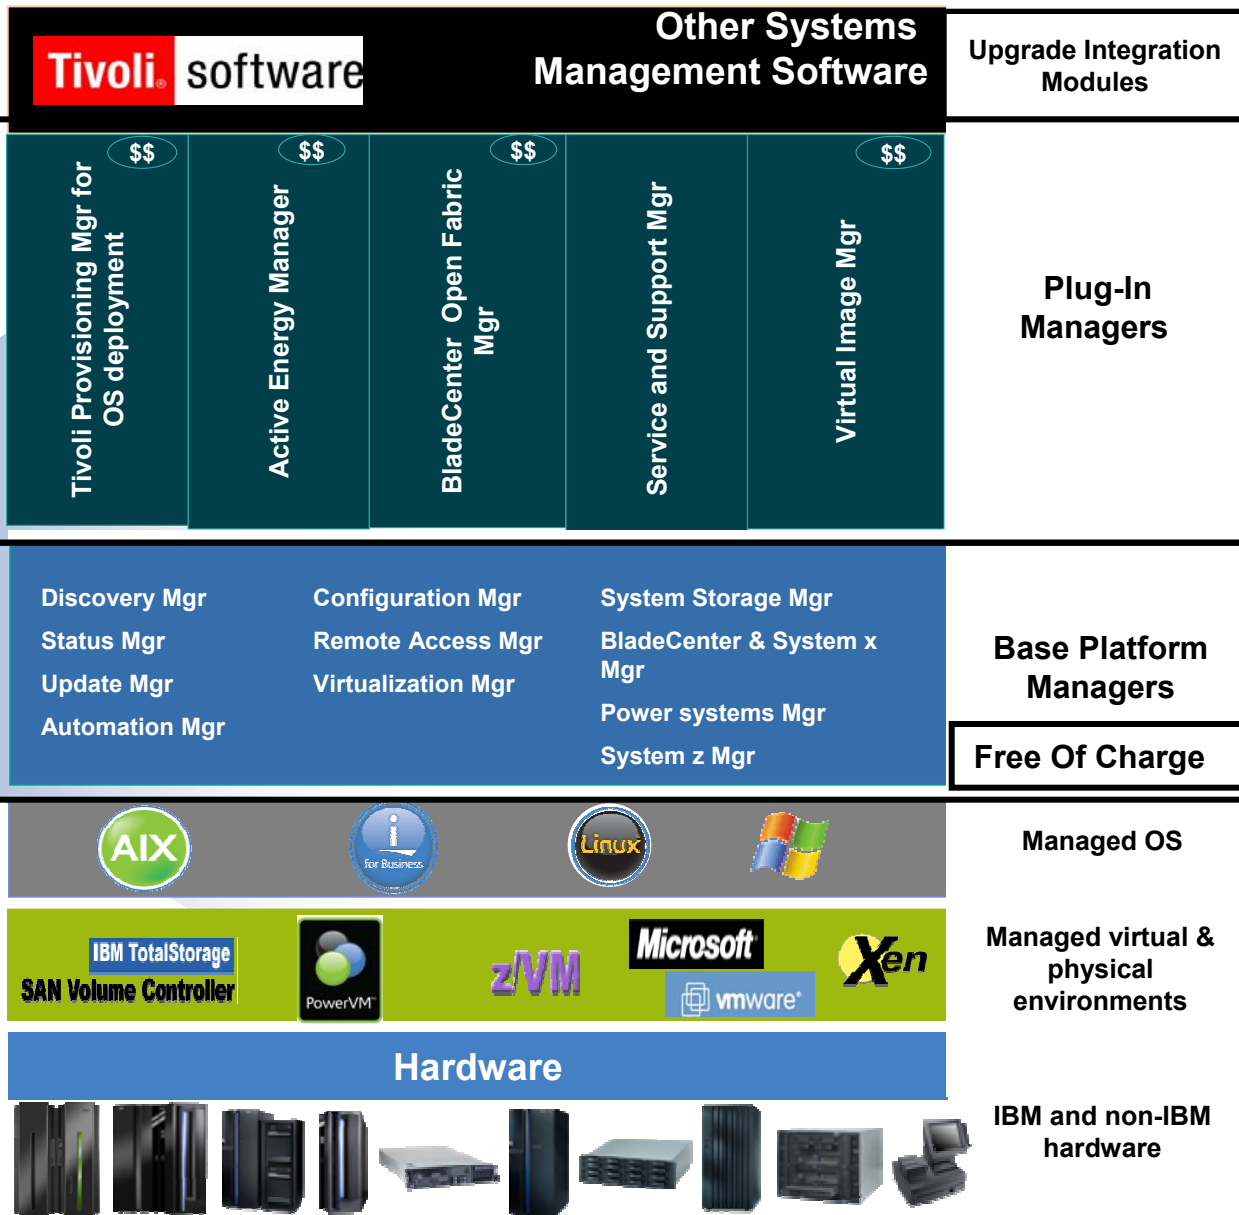 Tivoli® software
Other Systems
Management Software
Upgrade Integration
Modules
$$
Tivoli Provisioning Mgr for
OS deployment
$$
Active Energy Manager
$$
BladeCenter Open Fabric
Mgr
Service and Support Mgr
$$
Virtual Image Mgr
Plug-In
Managers
Discovery Mgr
Status Mgr
Update Mgr
Automation Mgr
Configuration Mgr
Remote Access Mgr
Virtualization Mgr
System Storage Mgr
BladeCenter & System x
Mgr
Power systems Mgr
System z Mgr
Base Platform
Managers
Free Of Charge
AIX
i
for Business
Linux
Managed OS
IBM TotalStorage
SAN Volume Controller
PowerVM™
z/VM
Microsoft
vmware®
Xen
Managed virtual &
physical
environments
Hardware
IBM and non-IBM
hardware